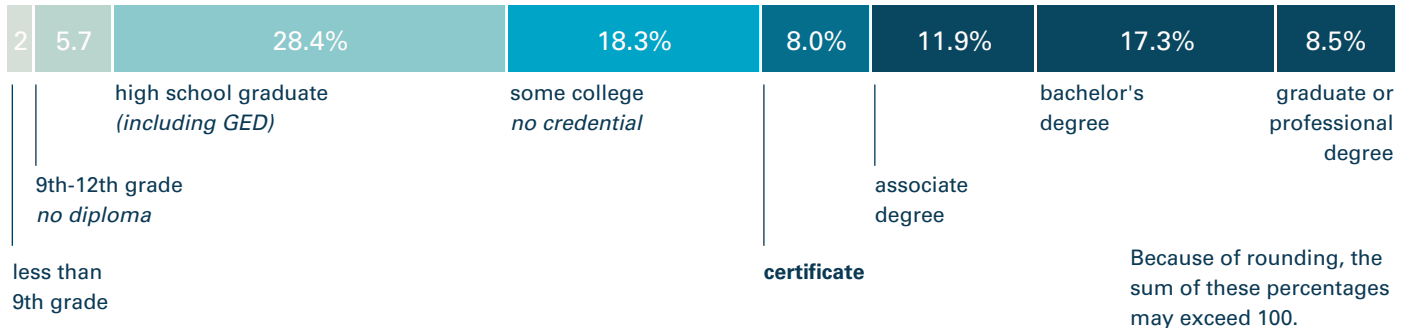 2 5.7 28.4% 18.3% 8.0% 11.9% 17.3% 8.5%
high school graduate
(including GED)
some college
no credential
bachelor's
degree
graduate or
professional
degree
9th-12th grade
no diploma
associate
degree
less than
9th grade
certificate
Because of rounding, the
sum of these percentages
may exceed 100.